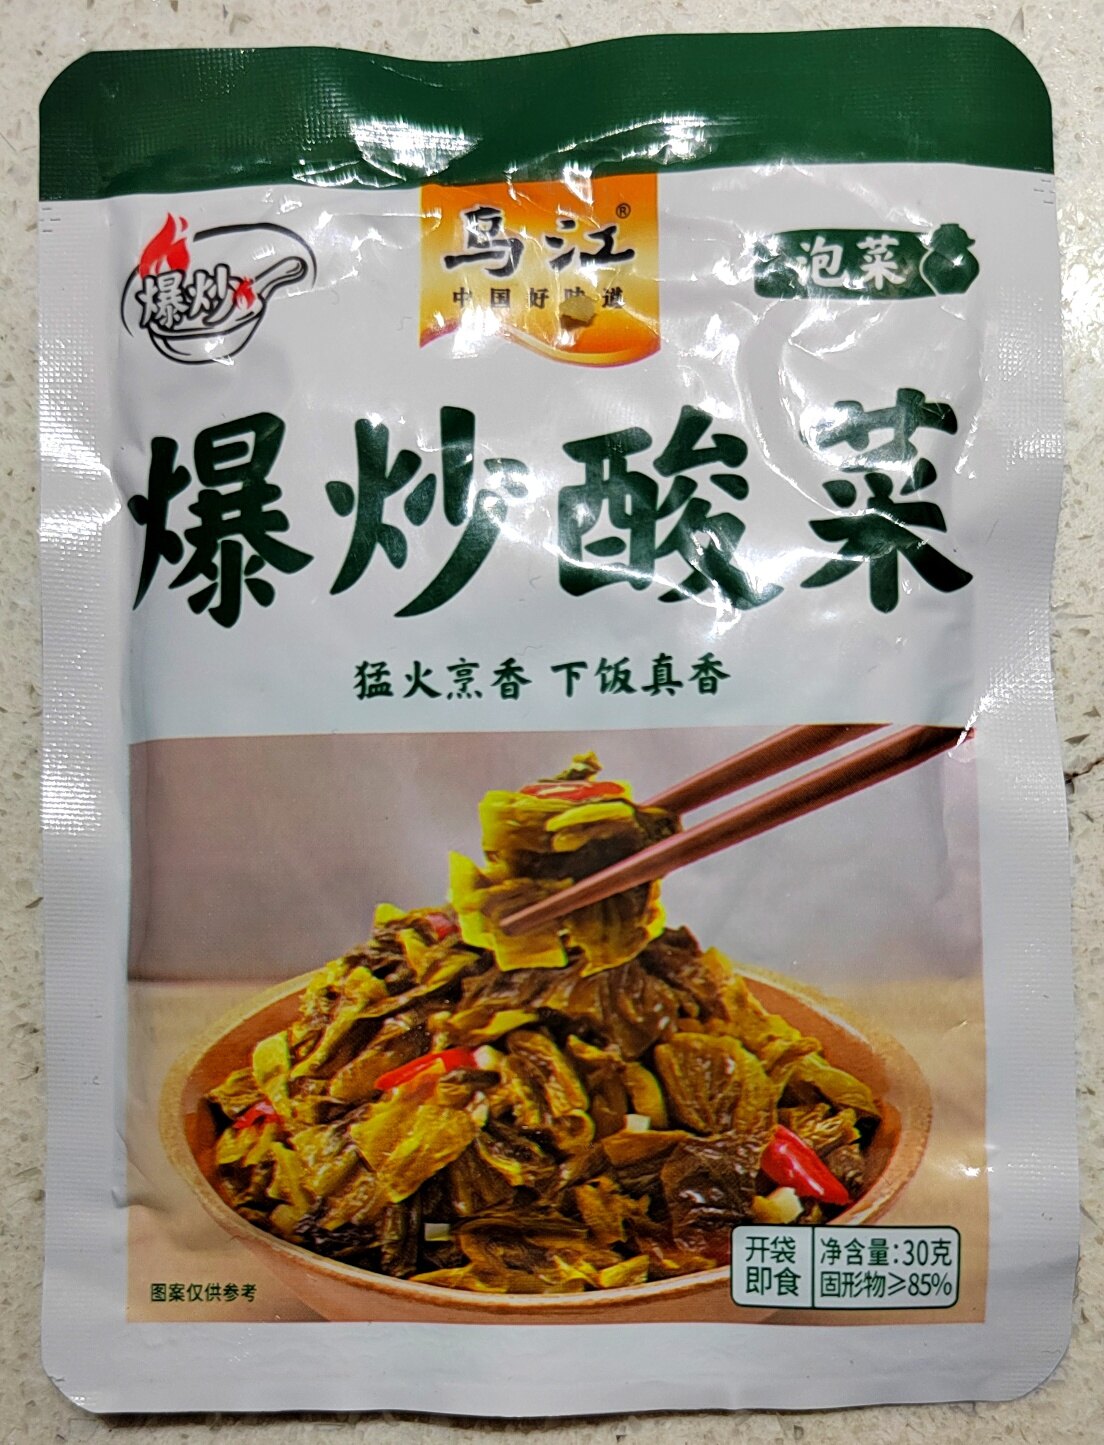 乌江®
中国好味道
爆炒
泡菜
爆炒酸菜
猛火烹香 下饭真香
图案仅供参考
开袋
即食
净含量:30克
固形物≥85%